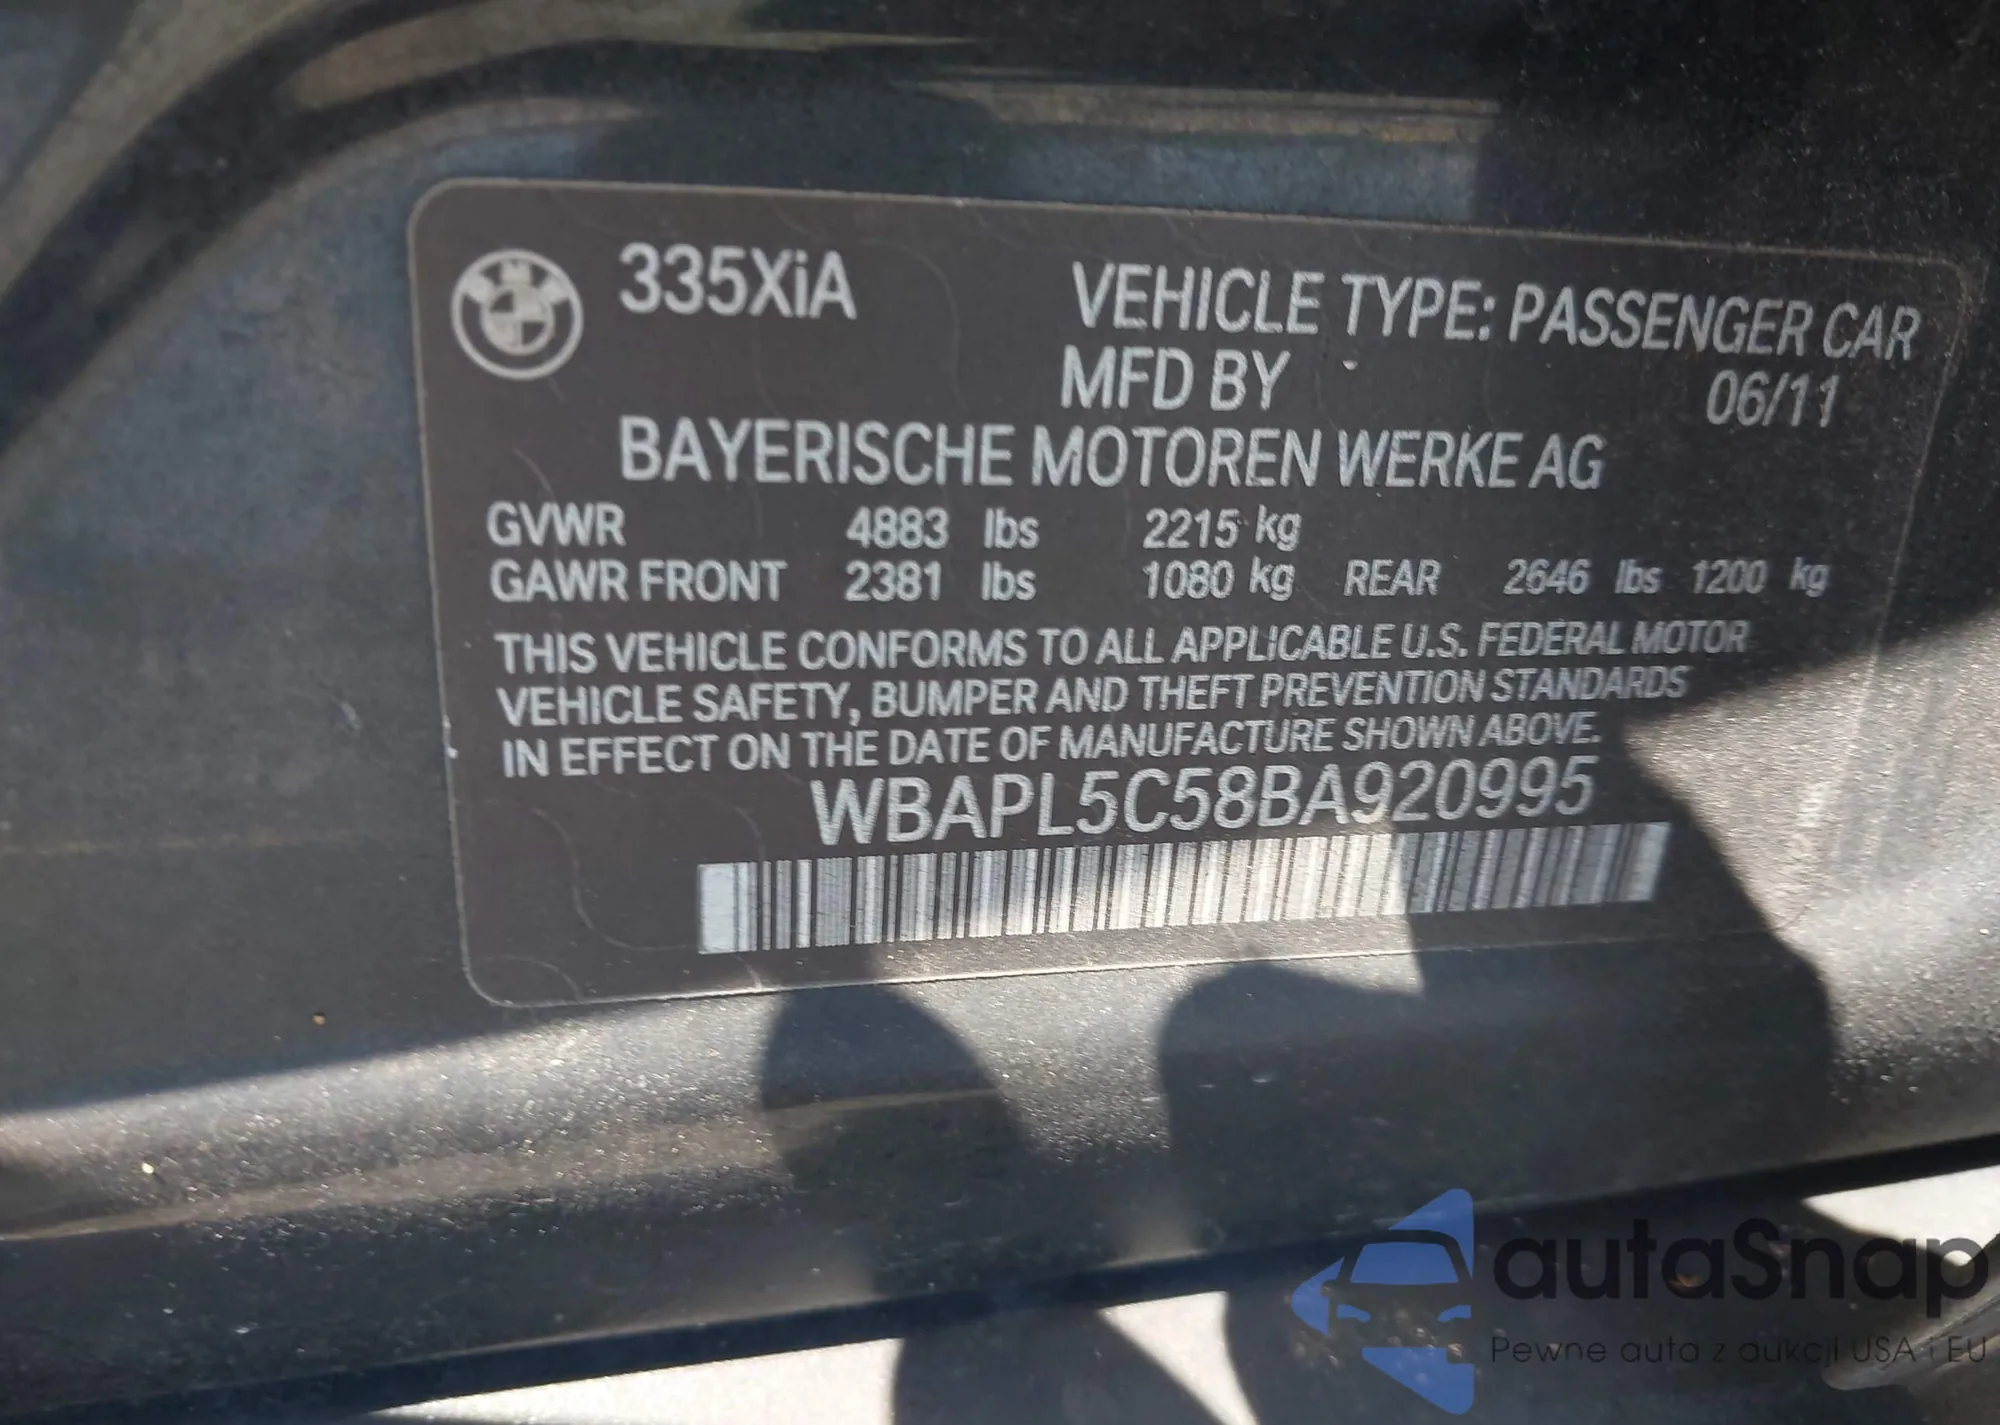 335XiA
VEHICLE TYPE: PASSENGER CAR
MFD BY
06/11
BAYERISCHE MOTOREN WERKE AG
GVWR 4883 lbs 2215 kg
GAWR FRONT 2381 lbs 1080 kg REAR 2646 lbs 1200 kg
THIS VEHICLE CONFORMS TO ALL APPLICABLE U.S. FEDERAL MOTOR
VEHICLE SAFETY, BUMPER AND THEFT PREVENTION STANDARDS
IN EFFECT ON THE DATE OF MANUFACTURE SHOWN ABOVE.
WBAPL5C58BA920995
autaSnap
Pewne auta z aukcji USA i EU